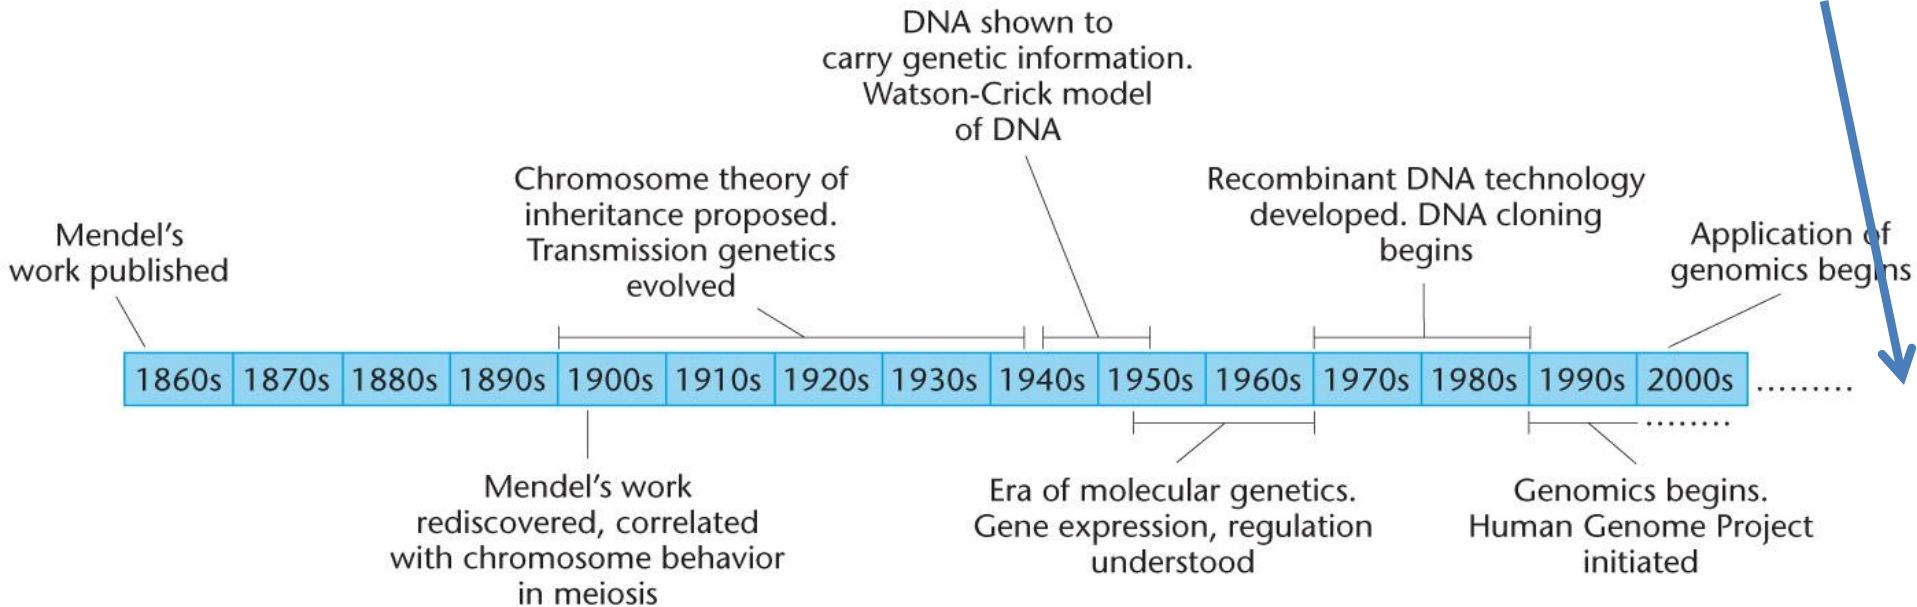 DNA shown to
carry genetic information.
Watson-Crick model
of DNA
Chromosome theory of
inheritance proposed.
Transmission genetics
evolved
Recombinant DNA technology
developed. DNA cloning
begins
Mendel’s
work published
Application of
genomics begins
1860s 1870s 1880s 1890s 1900s 1910s 1920s 1930s 1940s 1950s 1960s 1970s 1980s 1990s 2000s .........
Mendel’s work
rediscovered, correlated
with chromosome behavior
in meiosis
Era of molecular genetics.
Gene expression, regulation
understood
Genomics begins.
Human Genome Project
initiated